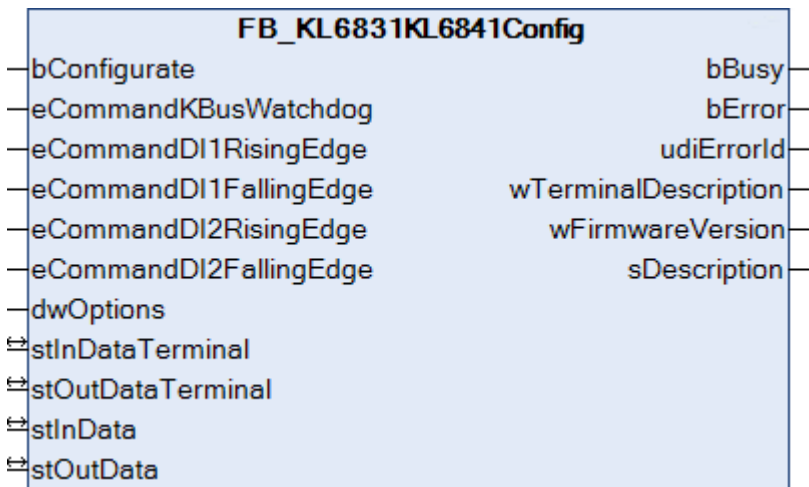 FB_KL6831KL6841Config
bConfigurate bBusy
eCommandKBusWatchdog bError
eCommandDI1RisingEdge udiErrorId
eCommandDI1FallingEdge wTerminalDescription
eCommandDI2RisingEdge wFirmwareVersion
eCommandDI2FallingEdge sDescription
dwOptions
stInDataTerminal
stOutDataTerminal
stInData
stOutData